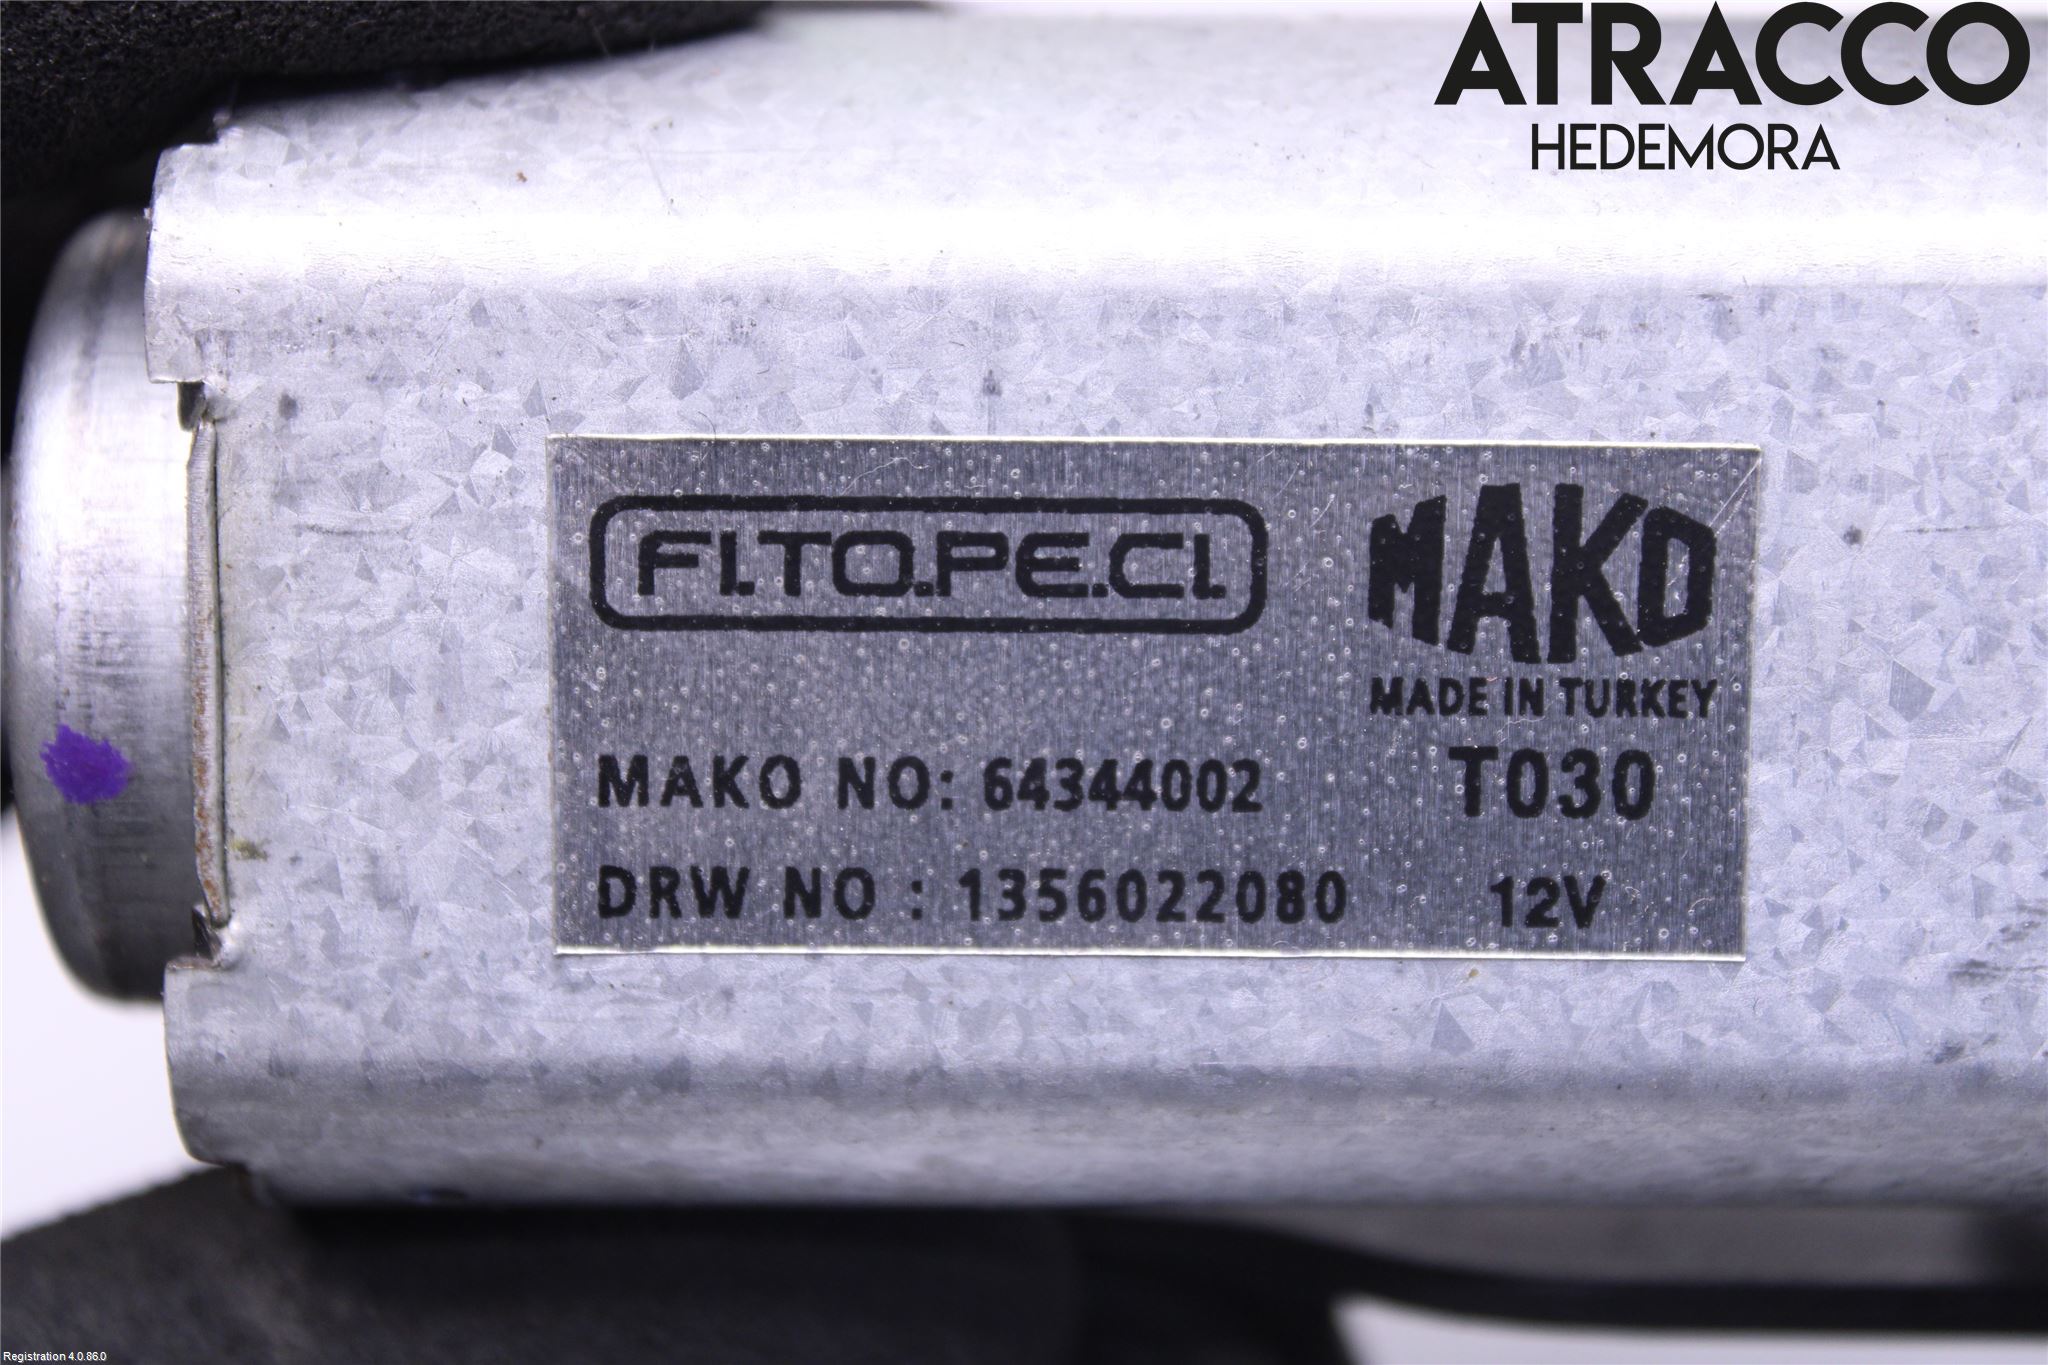 ATRACCO
HEDEMORA
FI.TO.PE.CI.
MAKO
MADE IN TURKEY
MAKO NO: 64344002
T030
DRW NO : 1356022080
12V
Registration 4.0.86.0